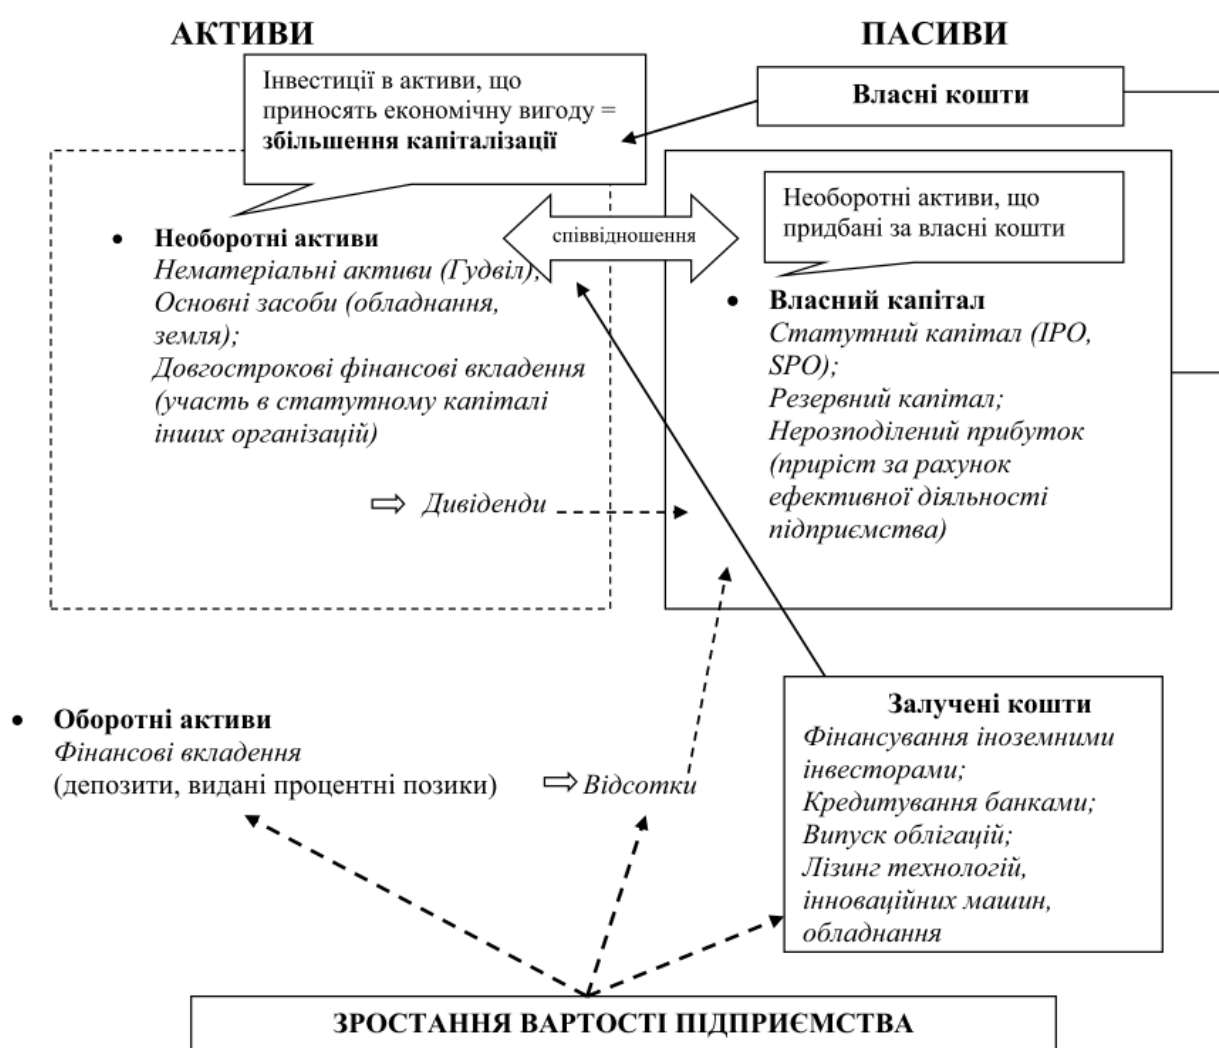 АКТИВИ
ПАСИВИ
Інвестиції в активи, що
приносять економічну вигоду =
збільшення капіталізації
Власні кошти
Необоротні активи, що
придбані за власні кошти
співвідношення
• Необоротні активи
Нематеріальні активи (Гудвіл);
Основні засоби (обладнання,
земля);
Довгострокові фінансові вкладення
(участь в статутному капіталі
інших організацій)
⇨ Дивіденди
• Власний капітал
Статутний капітал (IPO,
SPO);
Резервний капітал;
Нерозподілений прибуток
(приріст за рахунок
ефективної діяльності
підприємства)
• Оборотні активи
Фінансові вкладення
(депозити, видані процентні позики)
⇨ Відсотки
Залучені кошти
Фінансування іноземними
інвесторами;
Кредитування банками;
Випуск облігацій;
Лізинг технологій,
інноваційних машин,
обладнання
ЗРОСТАННЯ ВАРТОСТІ ПІДПРИЄМСТВА